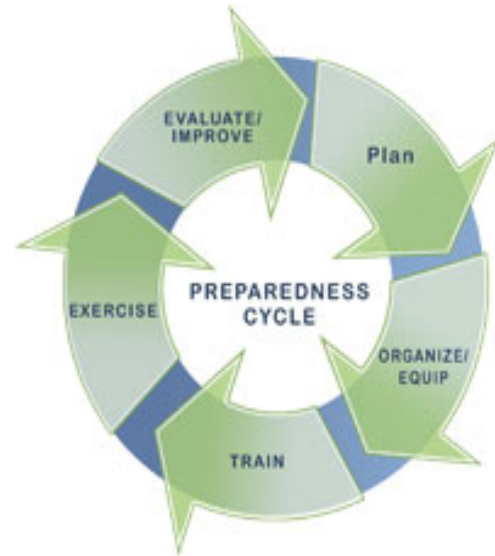 EVALUATE/
IMPROVE
Plan
PREPAREDNESS
CYCLE
EXERCISE
ORGANIZE/
EQUIP
TRAIN